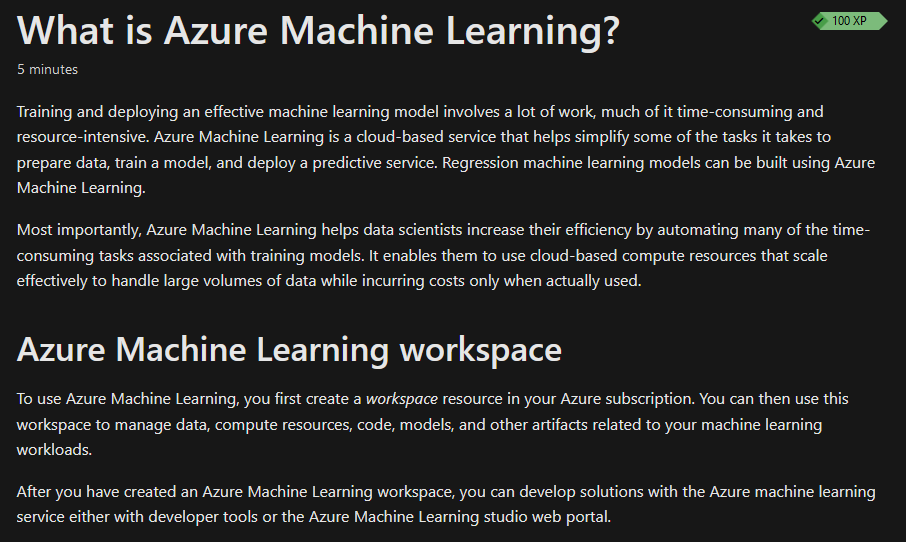 What is Azure Machine Learning?
100 XP
5 minutes
Training and deploying an effective machine learning model involves a lot of work, much of it time-consuming and
resource-intensive. Azure Machine Learning is a cloud-based service that helps simplify some of the tasks it takes to
prepare data, train a model, and deploy a predictive service. Regression machine learning models can be built using Azure
Machine Learning.
Most importantly, Azure Machine Learning helps data scientists increase their efficiency by automating many of the time-
consuming tasks associated with training models. It enables them to use cloud-based compute resources that scale
effectively to handle large volumes of data while incurring costs only when actually used.
Azure Machine Learning workspace
To use Azure Machine Learning, you first create a workspace resource in your Azure subscription. You can then use this
workspace to manage data, compute resources, code, models, and other artifacts related to your machine learning
workloads.
After you have created an Azure Machine Learning workspace, you can develop solutions with the Azure machine learning
service either with developer tools or the Azure Machine Learning studio web portal.